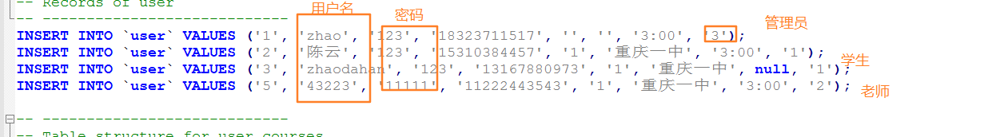 -- Records of user
用户名
密码
-- ----------------------------
管理员
INSERT INTO `user` VALUES ('1', 'zhao', '123', '18323711517', '', '', '3:00', '3');
INSERT INTO `user` VALUES ('2', '陈云', '123', '15310384457', '1', '重庆一中', '3:00', '1');
学生
INSERT INTO `user` VALUES ('3', 'zhaodahan', '123', '13167880973', '1', '重庆一中', null, '1');
INSERT INTO `user` VALUES ('5', '43223', '11111', '11222443543', '1', '重庆一中', '3:00', '2');
老师
-- ----------------------------
-- Table structure for user_courses